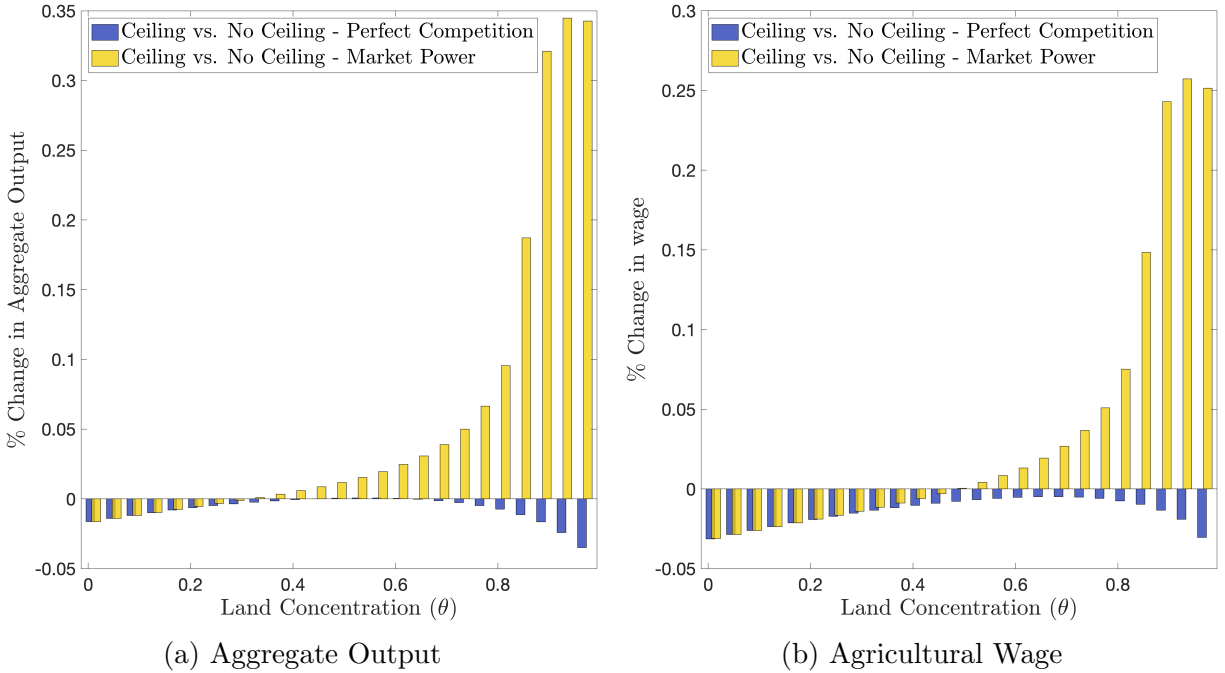 Ceiling vs. No Ceiling - Perfect Competition
Ceiling vs. No Ceiling - Market Power
% Change in Aggregate Output
0.35
0.3
0.25
0.2
0.15
0.1
0.05
0
-0.05
0 0.2 0.4 0.6 0.8
Land Concentration (θ)
(a) Aggregate Output
Ceiling vs. No Ceiling - Perfect Competition
Ceiling vs. No Ceiling - Market Power
% Change in wage
0.3
0.25
0.2
0.15
0.1
0.05
0
-0.05
0 0.2 0.4 0.6 0.8
Land Concentration (θ)
(b) Agricultural Wage